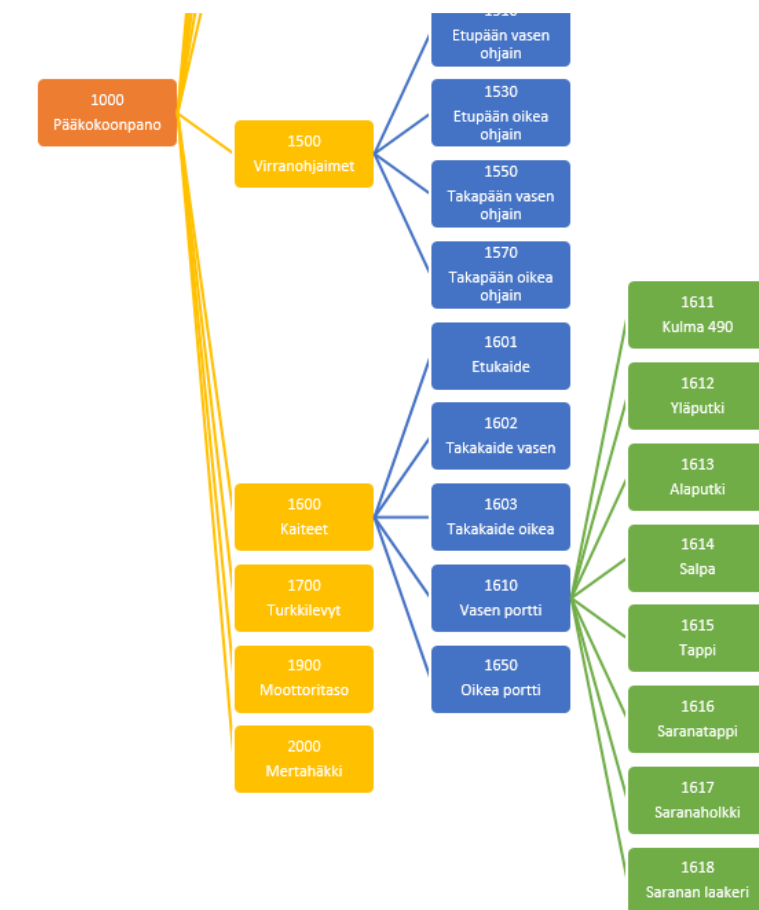 1000
Pääkokoonpano
1500
Virranohjaimet
1510
Etupään vasen
ohjain
1530
Etupään oikea
ohjain
1550
Takapään vasen
ohjain
1570
Takapään oikea
ohjain
1600
Kaiteet
1601
Etukaide
1602
Takakaide vasen
1603
Takakaide oikea
1610
Vasen portti
1611
Kulma 490
1612
Yläputki
1613
Alaputki
1614
Salpa
1615
Tappi
1616
Saranatappi
1617
Saranaholkki
1618
Saranan laakeri
1650
Oikea portti
1700
Turkkilevyt
1900
Moottoritaso
2000
Mertahäkki